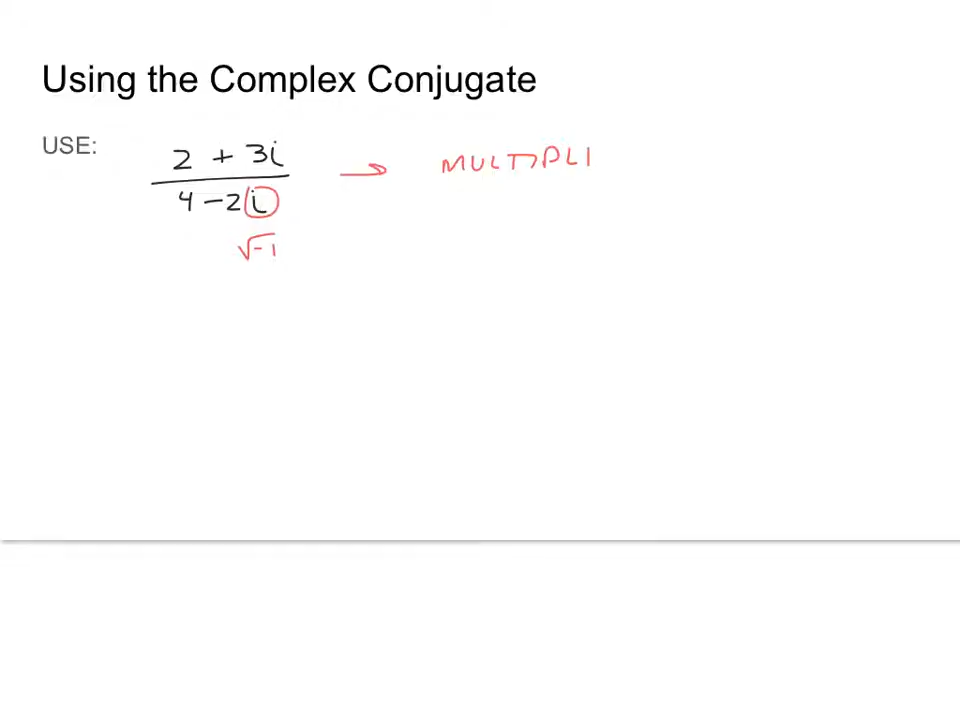 Using the Complex Conjugate
USE:
2 + 3i
4 - 2i
√-1
→ MULTIPLI